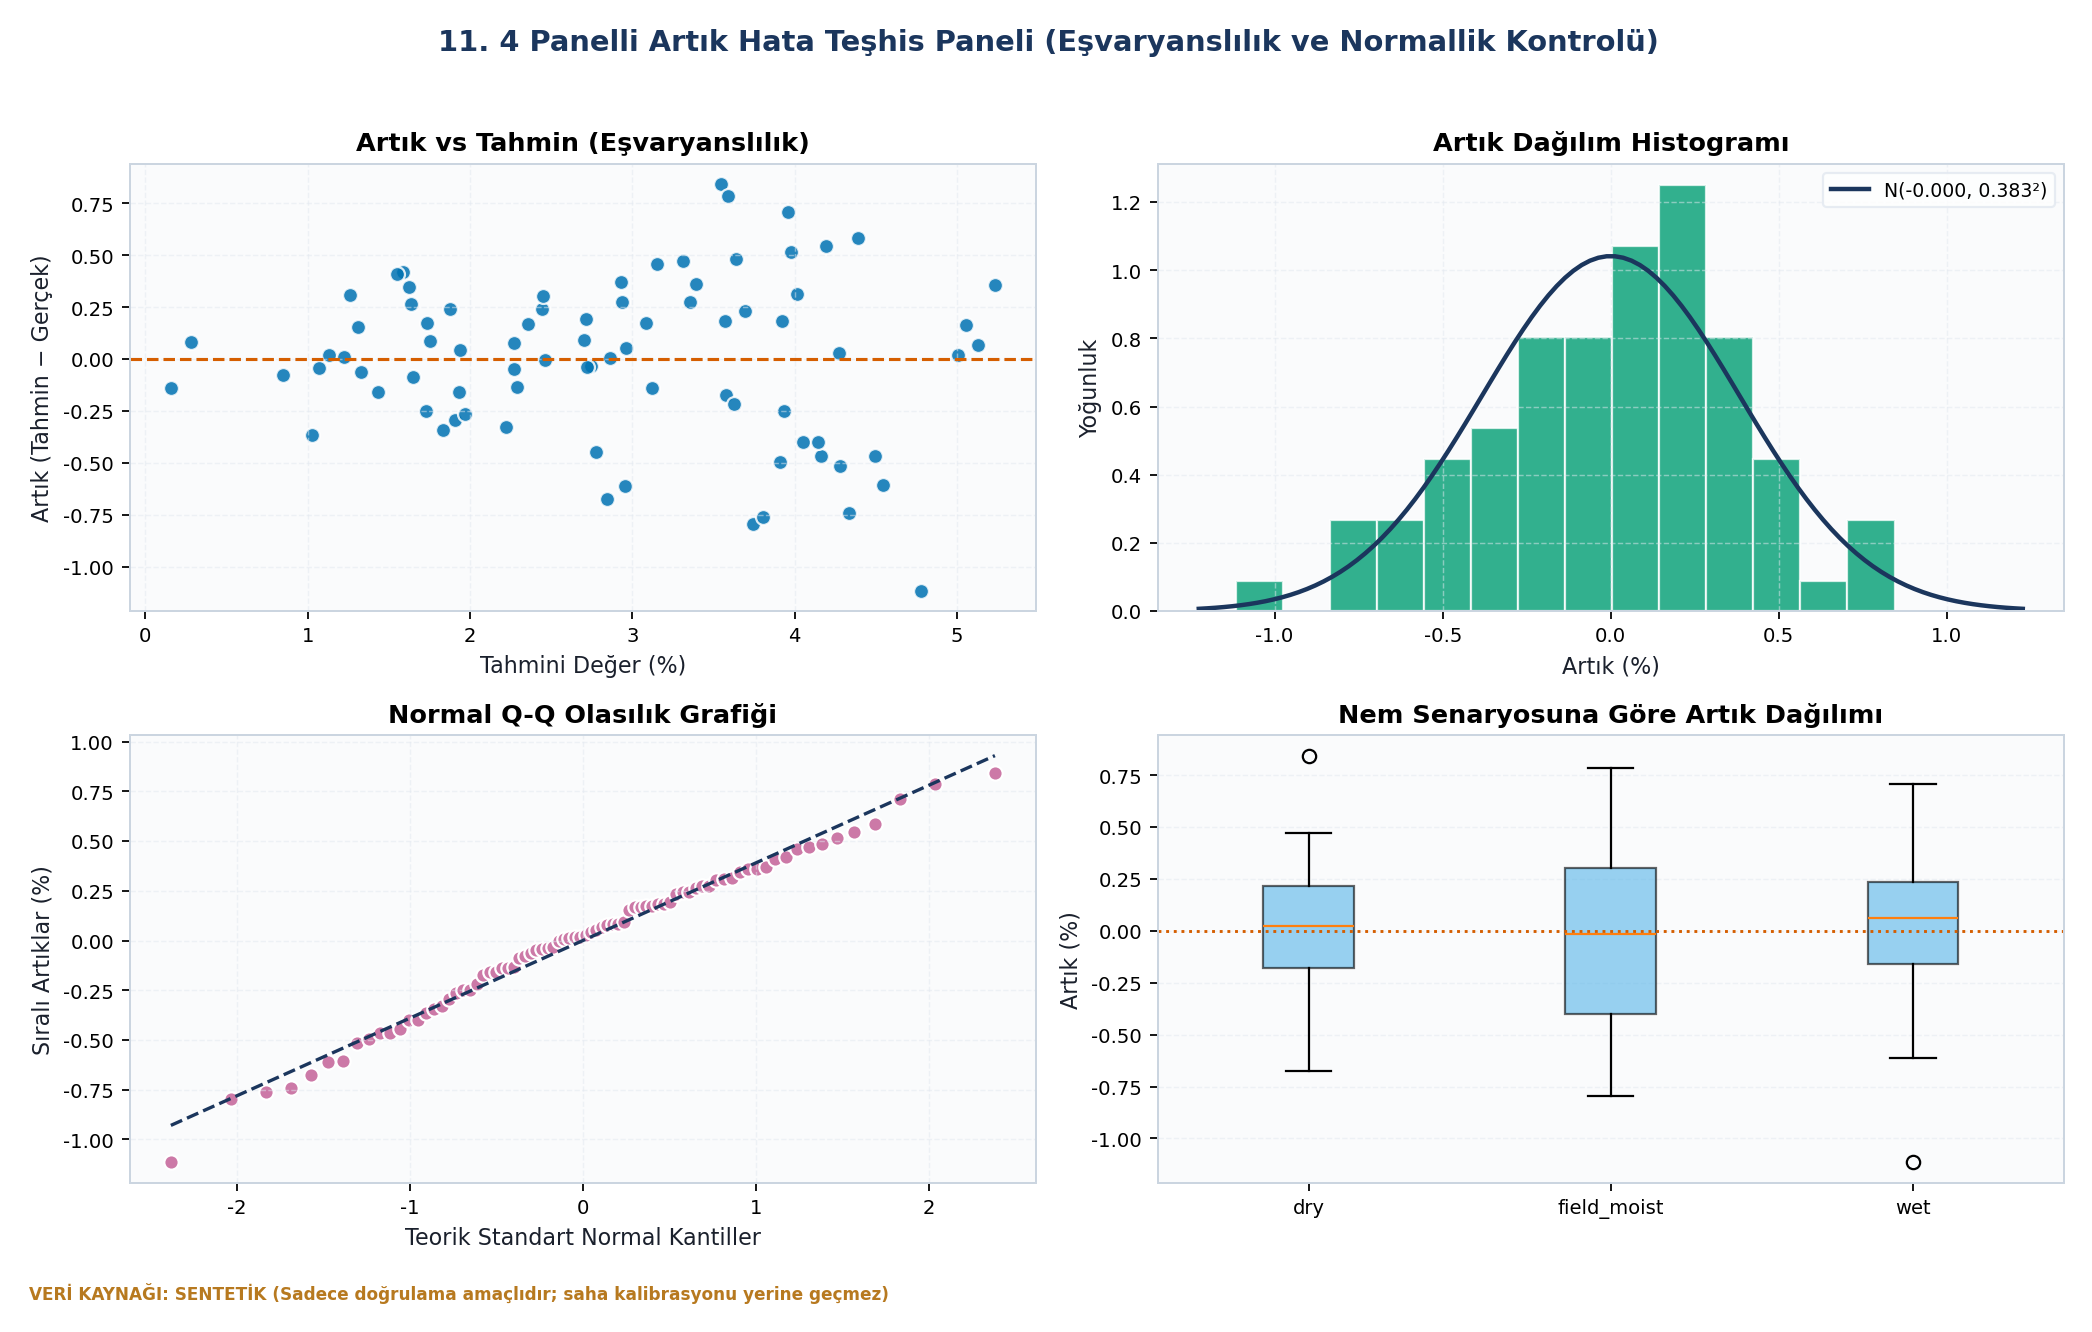 11. 4 Panelli Artık Hata Teşhis Paneli (Eşvaryanslılık ve Normallik Kontrolü)
Artık vs Tahmin (Eşvaryanslılık)
Artık (Tahmin − Gerçek)
0.75
0.50
0.25
0.00
-0.25
-0.50
-0.75
-1.00
0 1 2 3 4 5
Tahmini Değer (%)
Artık Dağılım Histogramı
N(-0.000, 0.383²)
Yoğunluk
1.2
1.0
0.8
0.6
0.4
0.2
0.0
-1.0 -0.5 0.0 0.5 1.0
Artık (%)
Normal Q-Q Olasılık Grafiği
Sıralı Artıklar (%)
1.00
0.75
0.50
0.25
0.00
-0.25
-0.50
-0.75
-1.00
-2 -1 0 1 2
Teorik Standart Normal Kantiller
Nem Senaryosuna Göre Artık Dağılımı
Artık (%)
0.75
0.50
0.25
0.00
-0.25
-0.50
-0.75
-1.00
dry field_moist wet
VERİ KAYNAĞI: SENTETİK (Sadece doğrulama amaçlıdır; saha kalibrasyonu yerine geçmez)